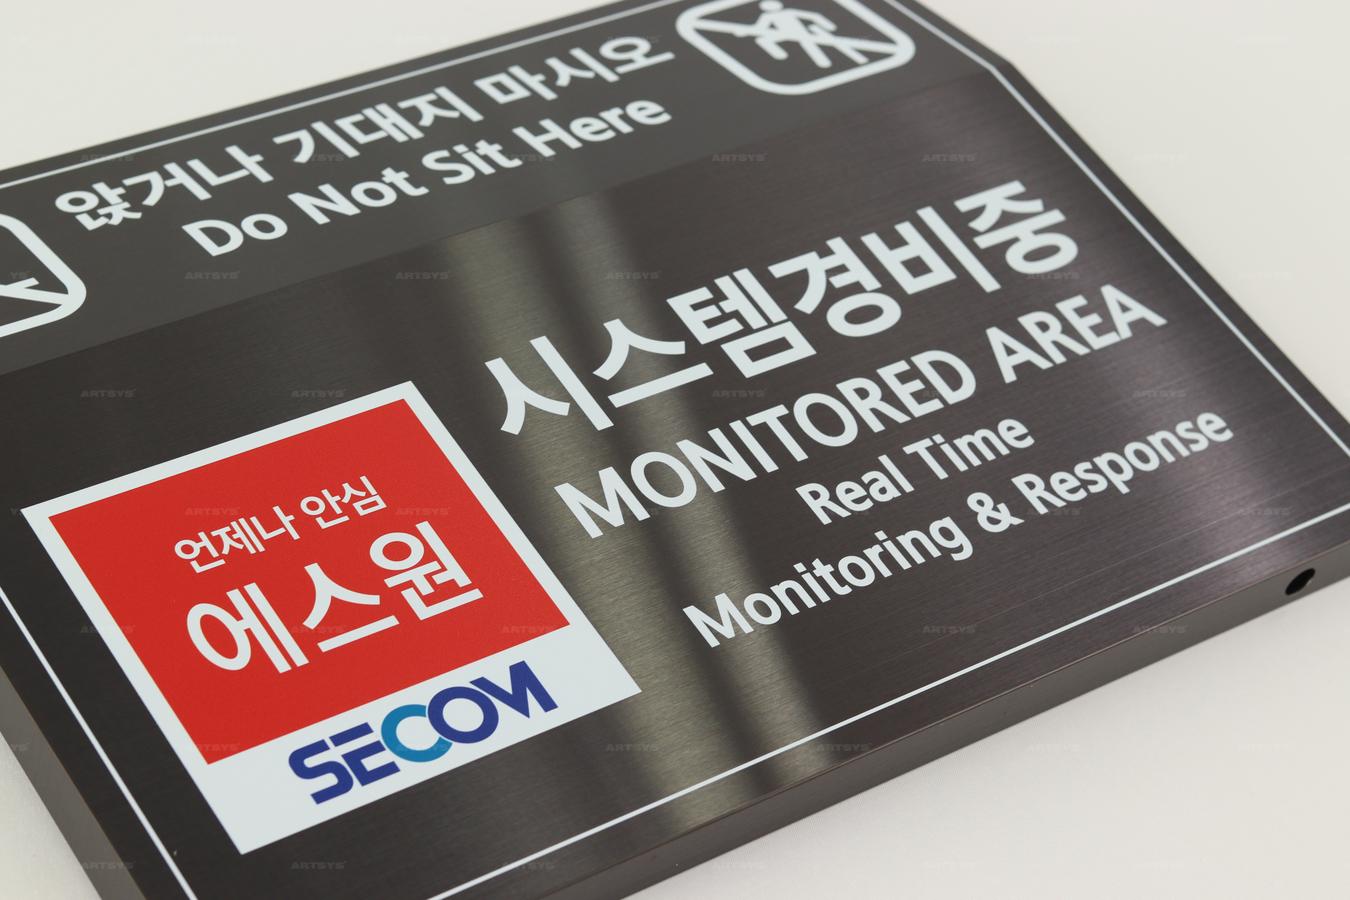 앉거나 기대지 마시오
Do Not Sit Here
시스템경비중
MONITORED AREA
Real Time
Monitoring & Response
언제나 안심
에스원
SECOM
ARTSYS